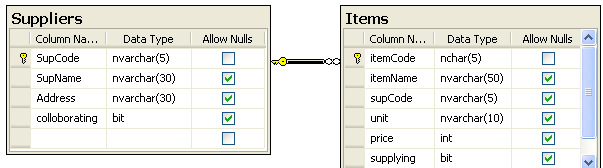 Suppliers
Column Na... Data Type Allow Nulls
SupCode nvarchar(5)
SupName nvarchar(30)
Address nvarchar(30)
colloborating bit
Items
Column Na... Data Type Allow Nulls
itemCode nchar(5)
itemName nvarchar(50)
supCode nvarchar(5)
unit nvarchar(10)
price int
supplying bit